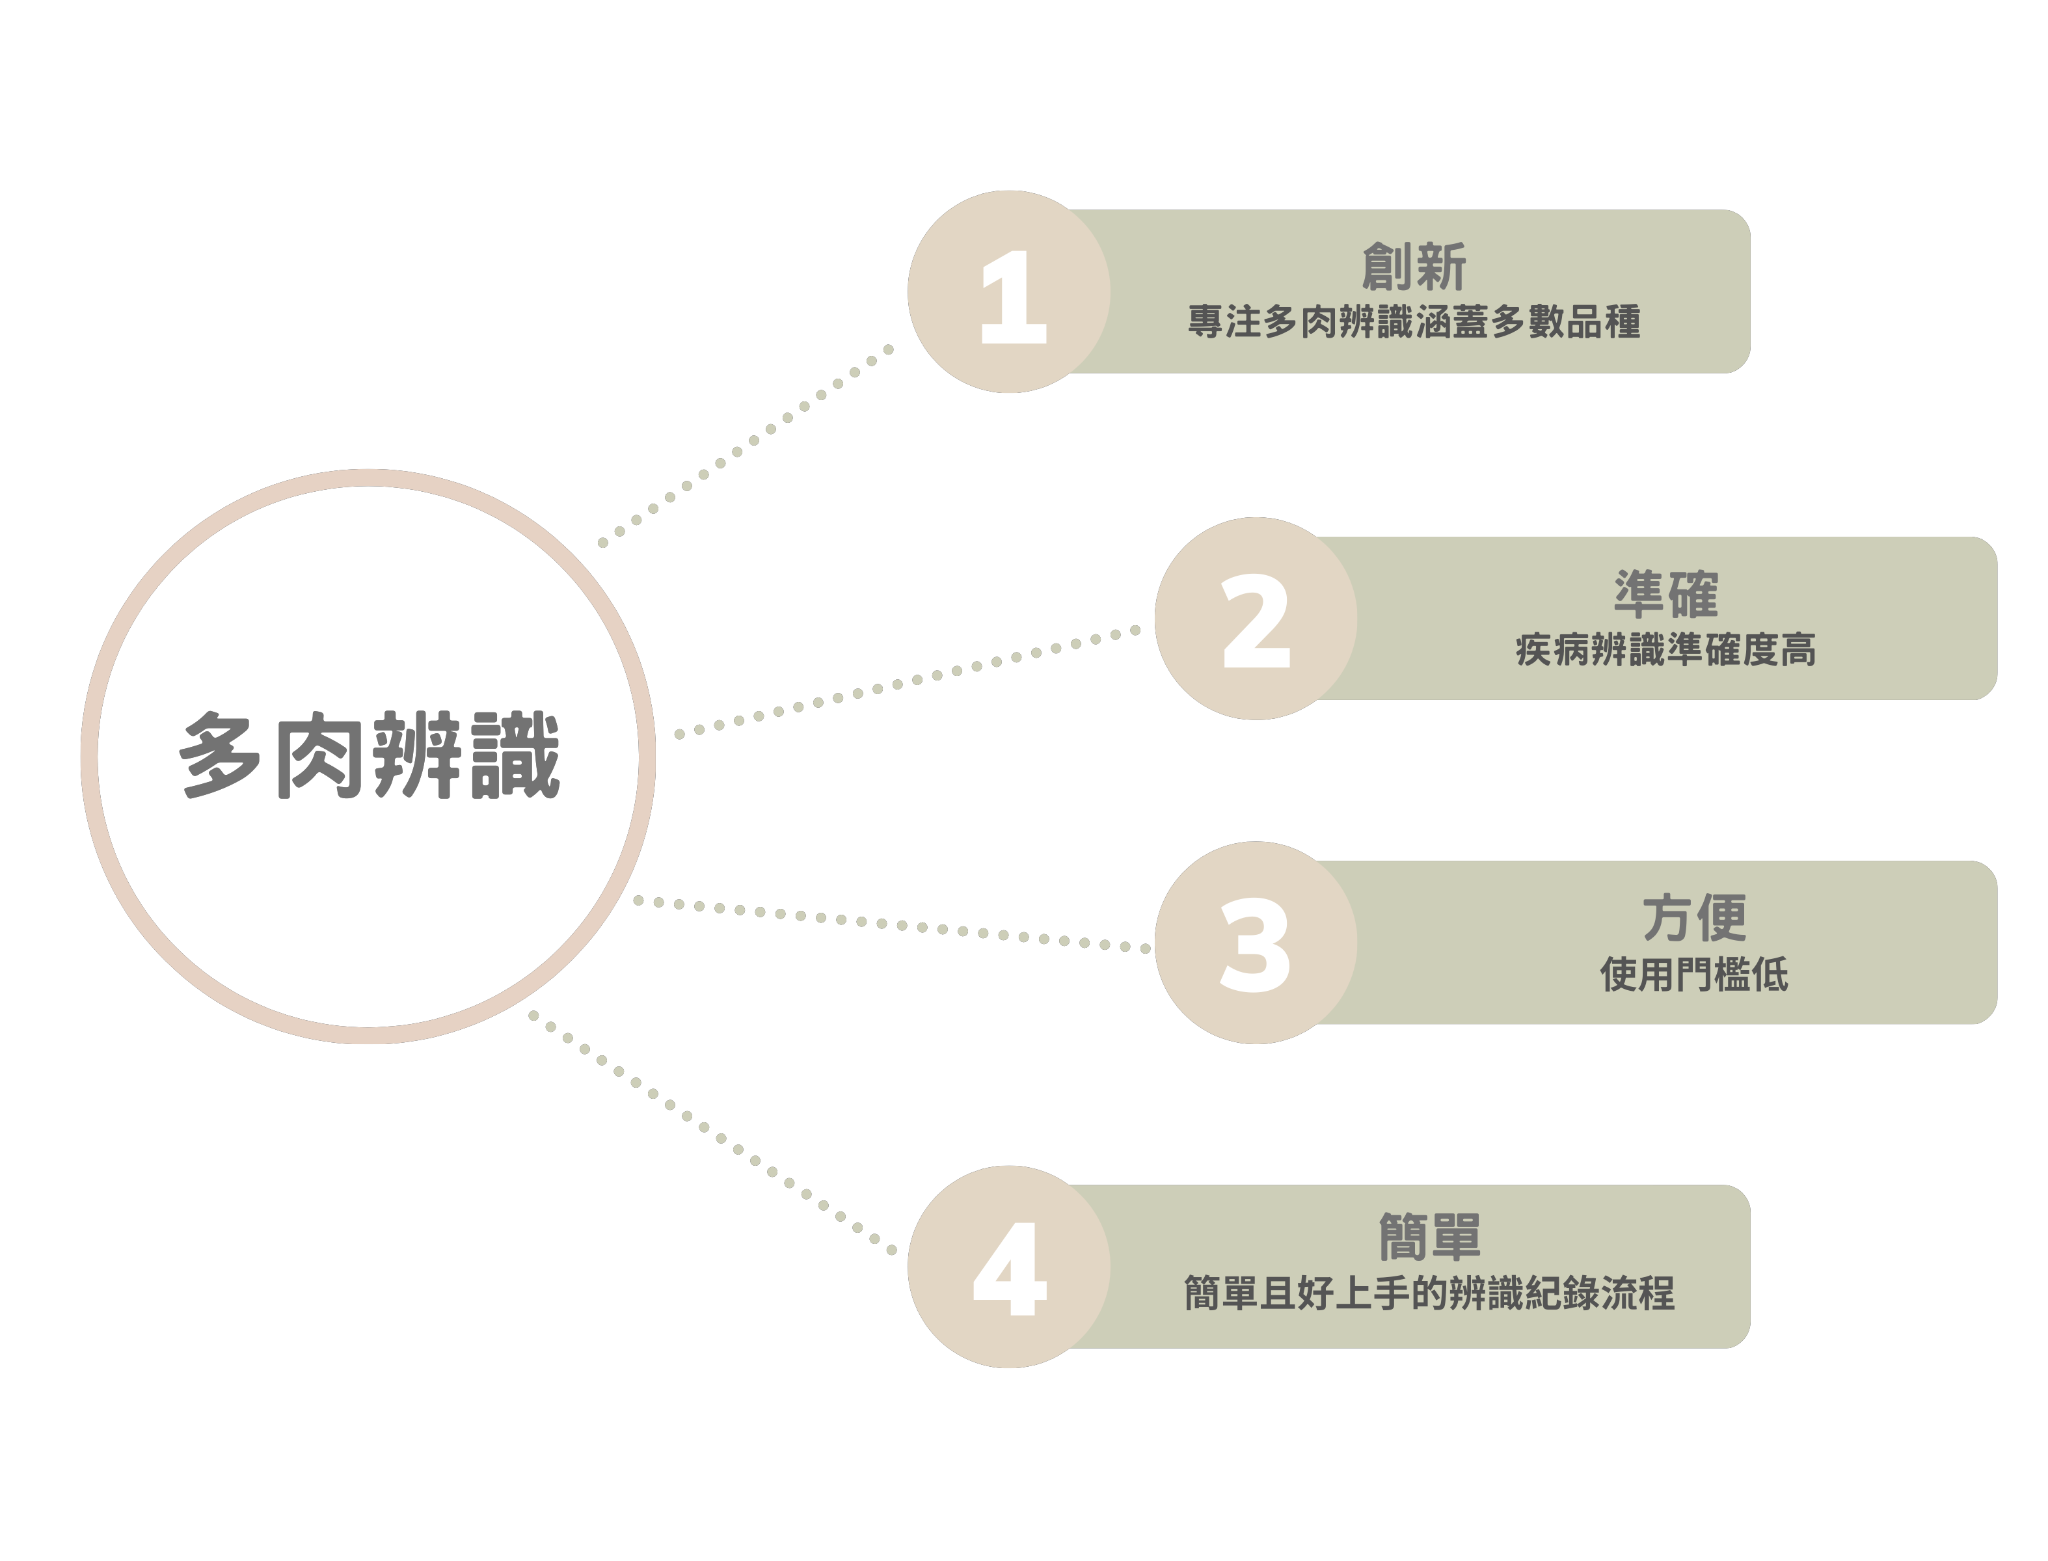 多肉辨識
1
創新
專注多肉辨識涵蓋多數品種
2
準確
疾病辨識準確度高
3
方便
使用門檻低
4
簡單
簡單且好上手的辨識紀錄流程